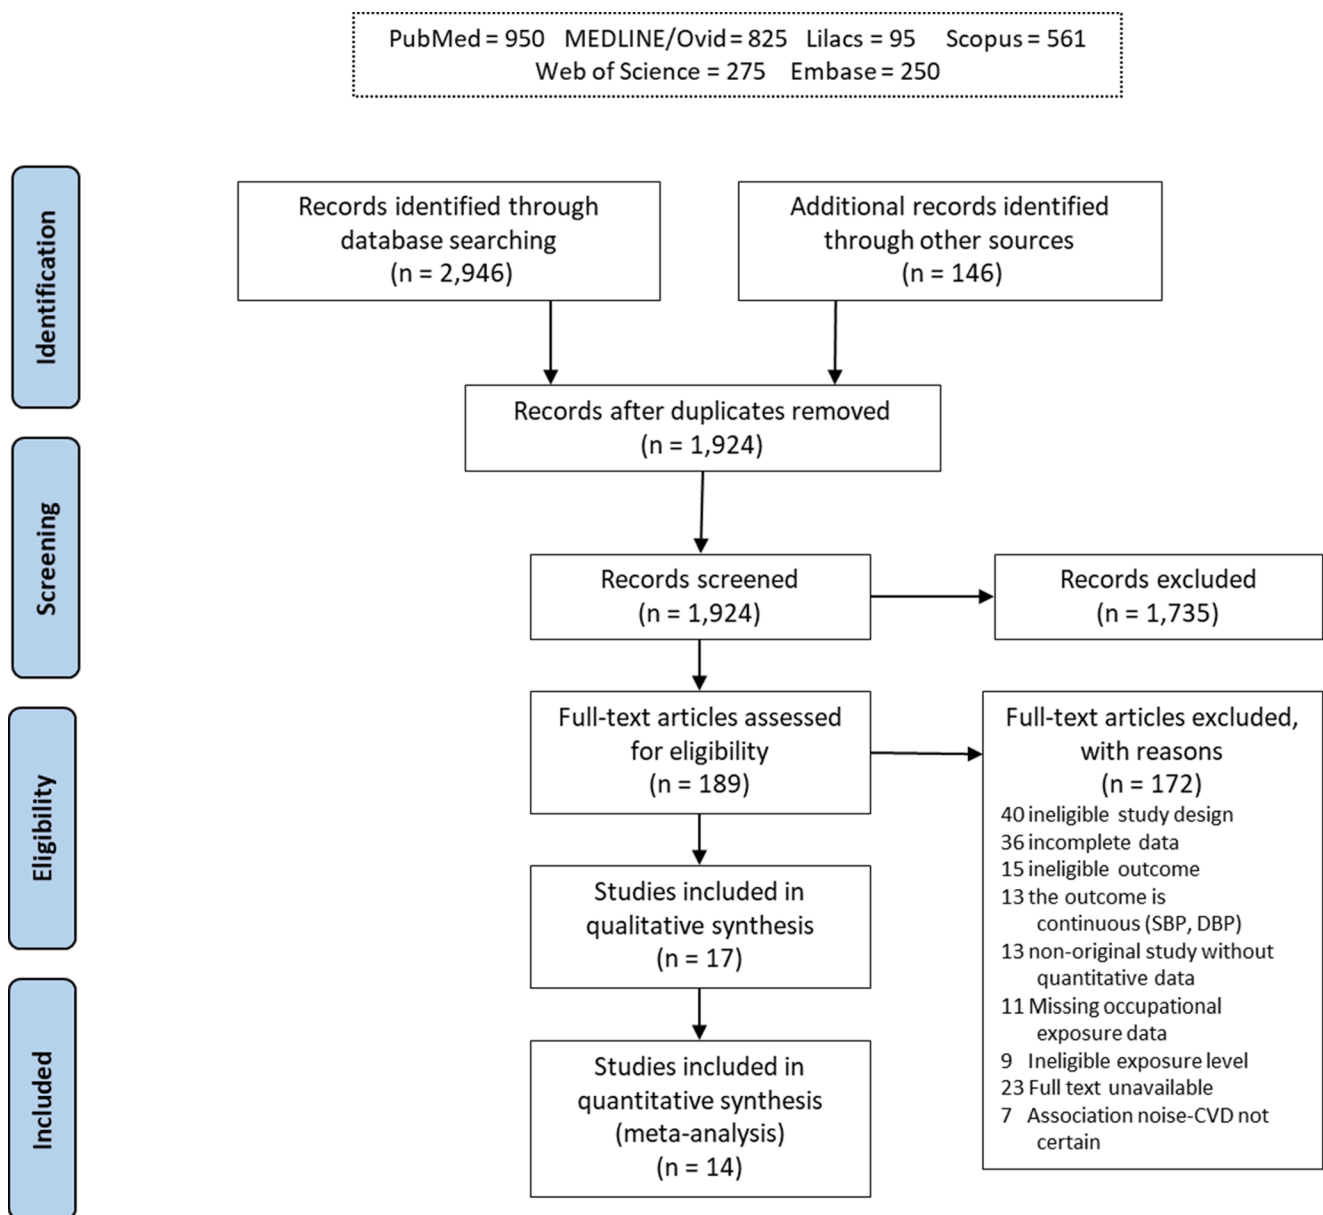 PubMed = 950 MEDLINE/Ovid = 825 Lilacs = 95 Scopus = 561
Web of Science = 275 Embase = 250
Identification
Records identified through
database searching
(n = 2,946)
Additional records identified
through other sources
(n = 146)
Records after duplicates removed
(n = 1,924)
Screening
Records screened
(n = 1,924)
Records excluded
(n = 1,735)
Eligibility
Full-text articles assessed
for eligibility
(n = 189)
Full-text articles excluded,
with reasons
(n = 172)
40 ineligible study design
36 incomplete data
15 ineligible outcome
13 the outcome is
continuous (SBP, DBP)
13 non-original study without
quantitative data
11 Missing occupational
exposure data
9 Ineligible exposure level
23 Full text unavailable
7 Association noise-CVD not
certain
Studies included in
qualitative synthesis
(n = 17)
Included
Studies included in
quantitative synthesis
(meta-analysis)
(n = 14)